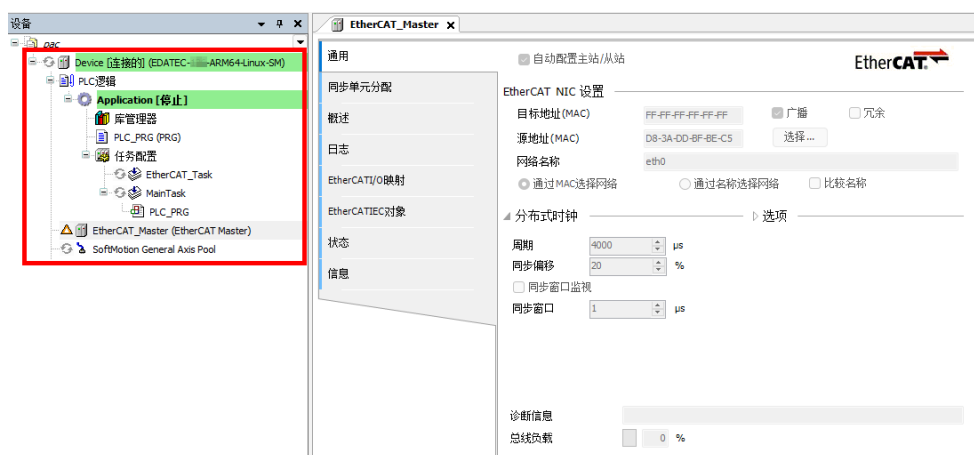 设备
EtherCAT_Master
pac
Device [连接的] (EDATEC- -ARM64-Linux-SM)
PLC逻辑
Application [停止]
库管理器
PLC_PRG (PRG)
任务配置
EtherCAT_Task
MainTask
PLC_PRG
EtherCAT_Master (EtherCAT Master)
SoftMotion General Axis Pool
通用
同步单元分配
概述
日志
EtherCATI/O映射
EtherCATIEC对象
状态
信息
自动配置主站/从站
EtherCAT.
EtherCAT NIC 设置
目标地址(MAC) FF-FF-FF-FF-FF-FF 广播 冗余
源地址(MAC) D8-3A-DD-BF-BE-C5 选择...
网络名称 eth0
通过MAC选择网络 通过名称选择网络 比较名称
分布式时钟 选项
周期 4000 µs
同步偏移 20 %
同步窗口监视
同步窗口 1 µs
诊断信息
总线负载 0 %